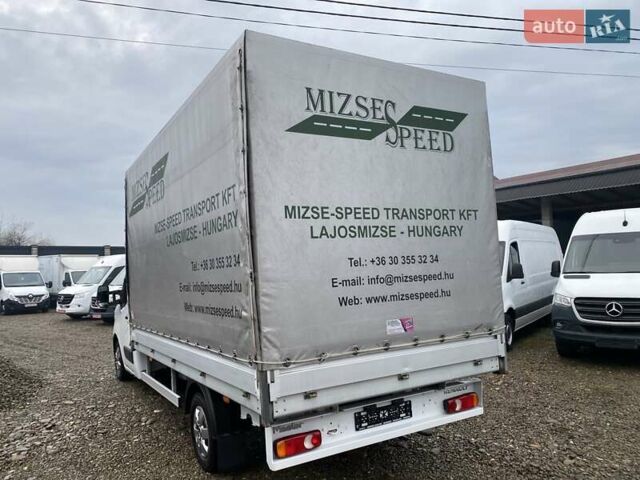 auto RIA
MIZSE
SPEED
MIZSE-SPEED TRANSPORT KFT
LAJOSMIZSE - HUNGARY
Tel.: +36 30 355 32 34
E-mail: info@mizsespeed.hu
Web: www.mizsespeed.hu
MIZSE
SPEED
MIZSE-SPEED TRANSPORT KFT
LAJOSMIZSE - HUNGARY
Tel.: +36 30 355 32 34
E-mail: info@mizsespeed.hu
Web: www.mizsespeed.hu
RENAULT